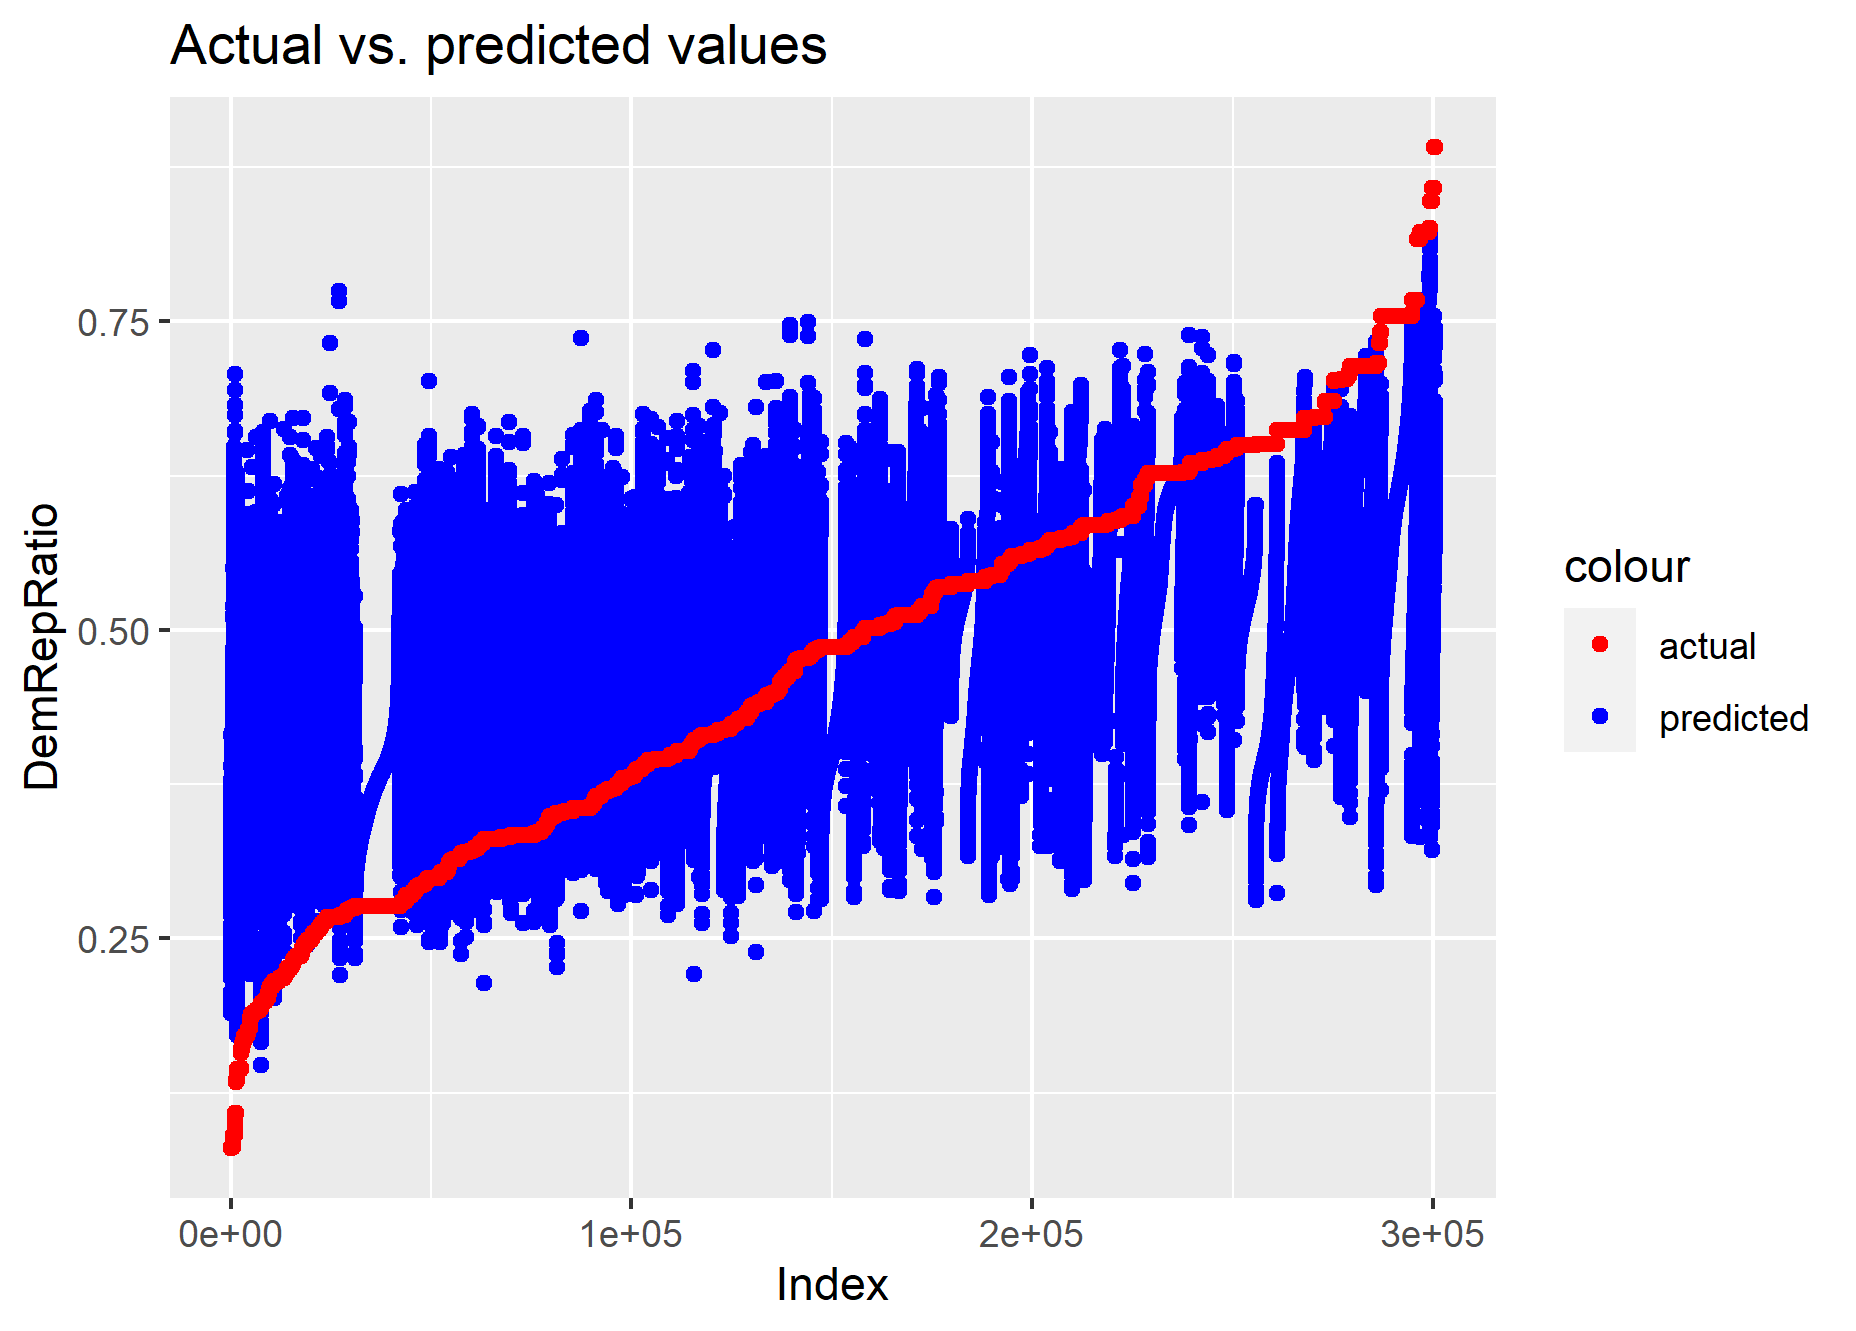 Actual vs. predicted values
DemRepRatio
0.75
0.50
0.25
0e+00
1e+05
2e+05
3e+05
Index
colour
actual
predicted